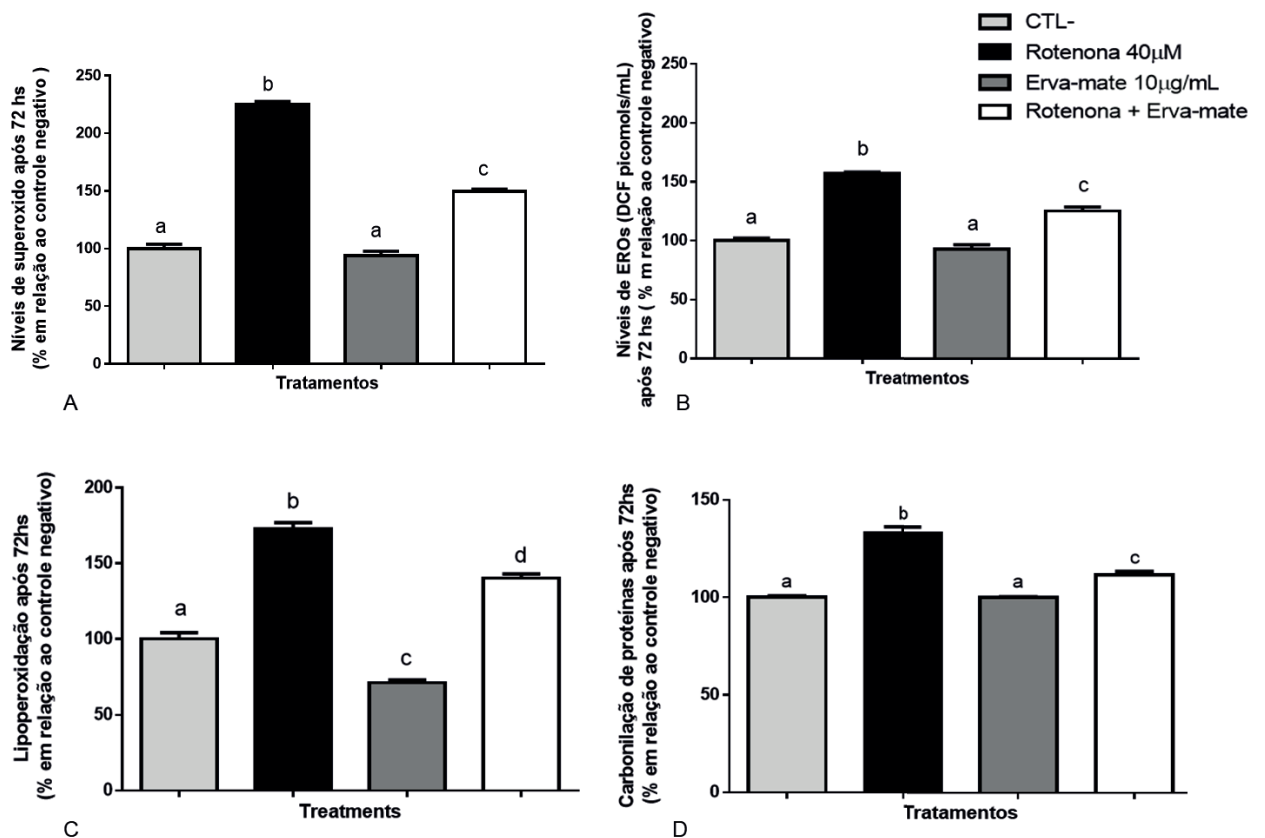 Níveis de superoxido após 72 hs
(% em relação ao controle negativo )
250
200
150
100
50
0
a
b
a
c
Tratamentos
A
CTL-
Rotenona 40µM
Erva-mate 10µg/mL
Rotenona + Erva-mate
Níveis de EROs (DCF picomols/mL)
após 72 hs ( % m relação ao controle negativo)
250
200
150
100
50
0
a
b
a
c
Treatmentos
B
Lipoperoxidação após 72hs
(% em relação ao controle negativo)
200
150
100
50
0
a
b
c
d
Treatments
C
Carbonilação de proteínas após 72hs
(% em relação ao controle negativo)
150
100
50
0
a
b
a
c
Tratamentos
D